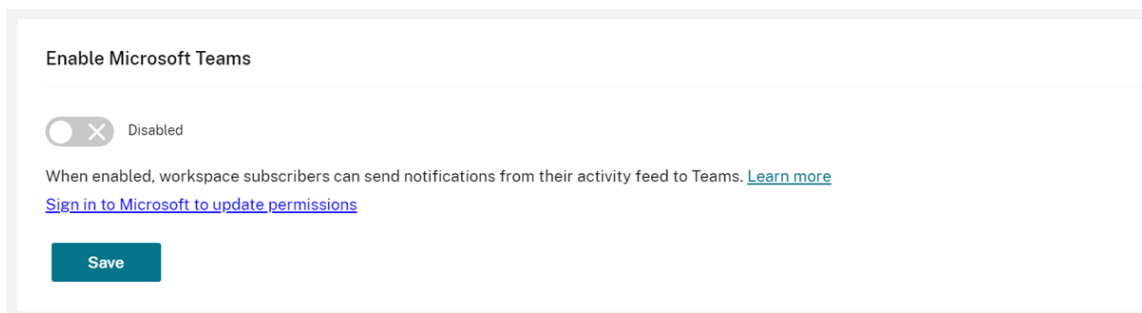 Enable Microsoft Teams
Disabled
When enabled, workspace subscribers can send notifications from their activity feed to Teams. Learn more
Sign in to Microsoft to update permissions
Save